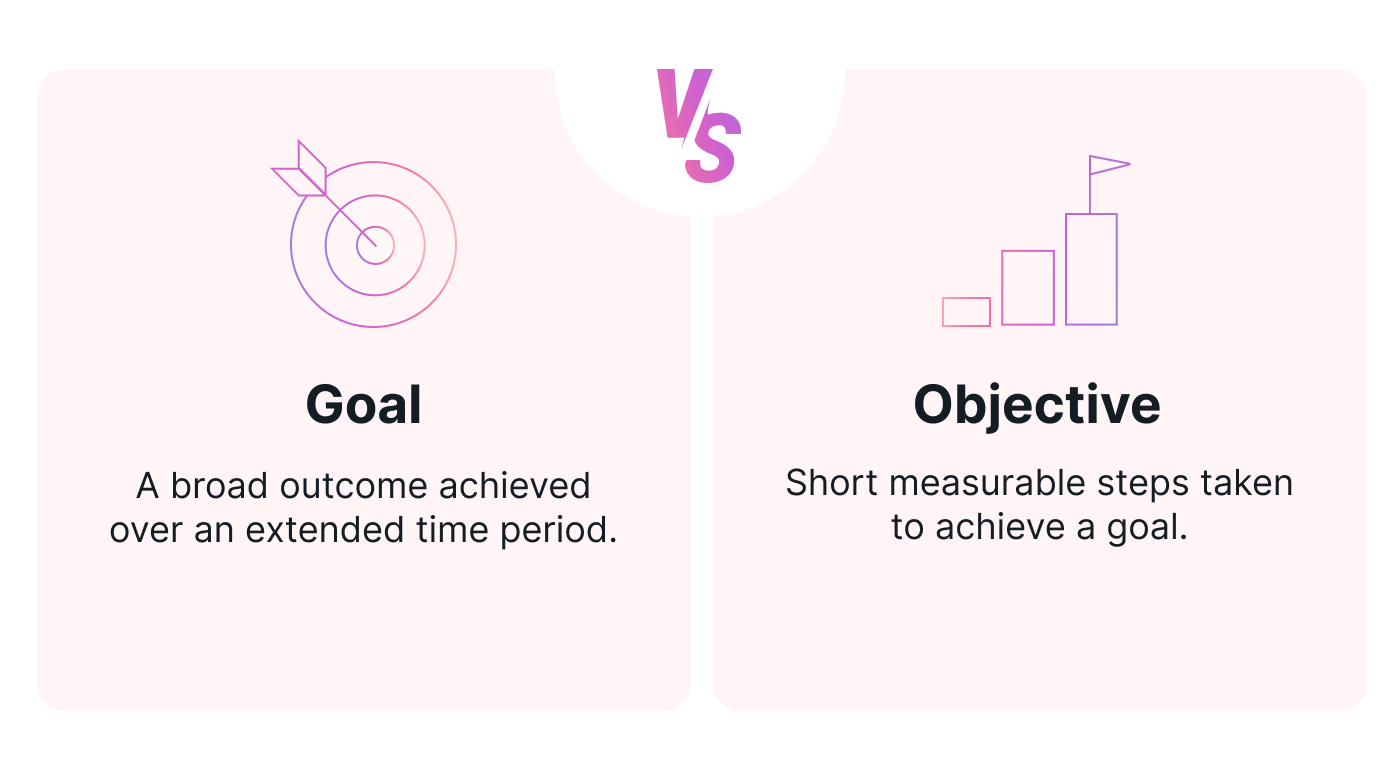 VS
Goal
A broad outcome achieved
over an extended time period.
Objective
Short measurable steps taken
to achieve a goal.